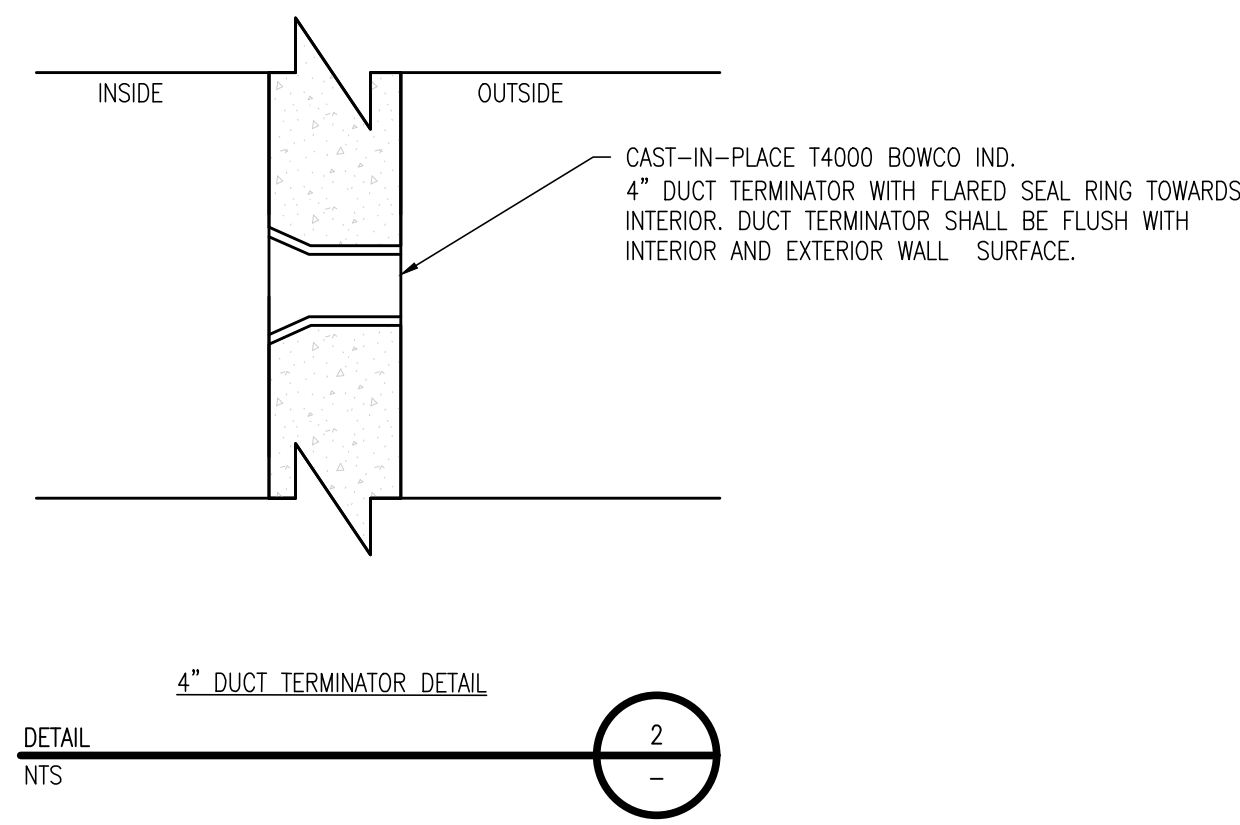 INSIDE
OUTSIDE
CAST-IN-PLACE T4000 BOWCO IND.
4" DUCT TERMINATOR WITH FLARED SEAL RING TOWARDS
INTERIOR. DUCT TERMINATOR SHALL BE FLUSH WITH
INTERIOR AND EXTERIOR WALL SURFACE.
4" DUCT TERMINATOR DETAIL
DETAIL
NTS
2
-